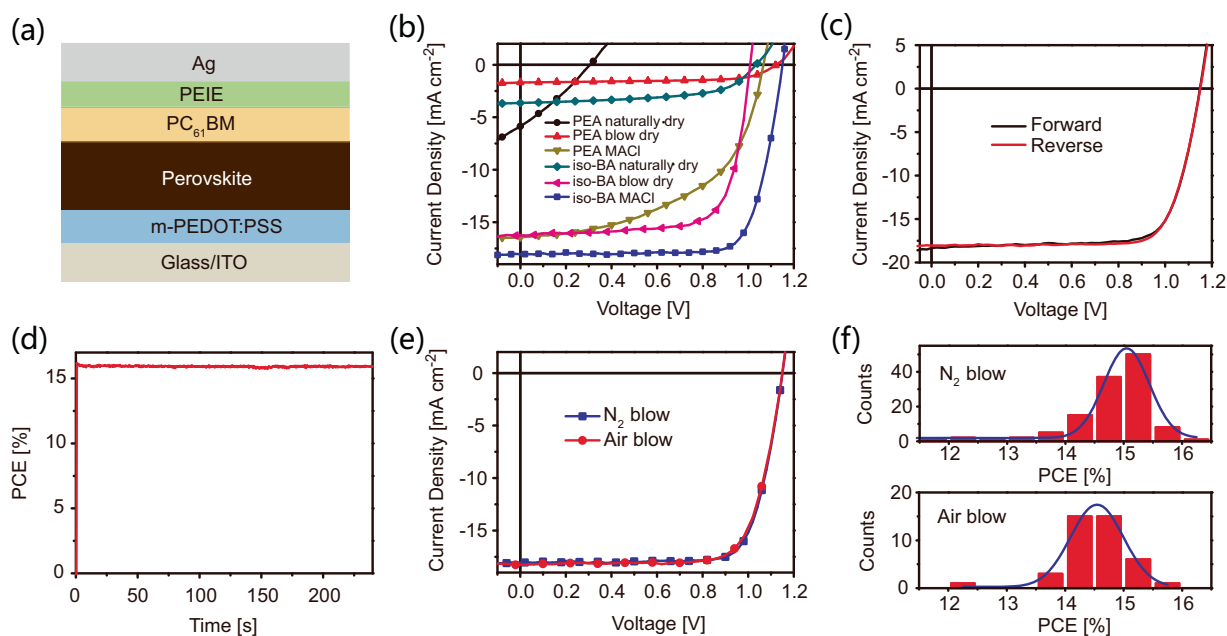 (a)
Ag
PEIE
PC₆₁BM
Perovskite
m-PEDOT:PSS
Glass/ITO
(b)
Current Density [mA cm⁻²]
0
-5
-10
-15
PEA naturally-dry
PEA blow dry
PEA MACl
iso-BA naturally dry
iso-BA blow dry
iso-BA MACl
0.0 0.2 0.4 0.6 0.8 1.0 1.2
Voltage [V]
(c)
Current Density [mA cm⁻²]
5
0
-5
-10
-15
-20
Forward
Reverse
0.0 0.2 0.4 0.6 0.8 1.0 1.2
Voltage [V]
(d)
PCE [%]
15
10
5
0
0 50 100 150 200
Time [s]
(e)
Current Density [mA cm⁻²]
0
-5
-10
-15
N₂ blow
Air blow
0.0 0.2 0.4 0.6 0.8 1.0 1.2
Voltage [V]
(f)
Counts
40
20
0
N₂ blow
12 13 14 15 16
PCE [%]
Counts
20
10
0
Air blow
12 13 14 15 16
PCE [%]